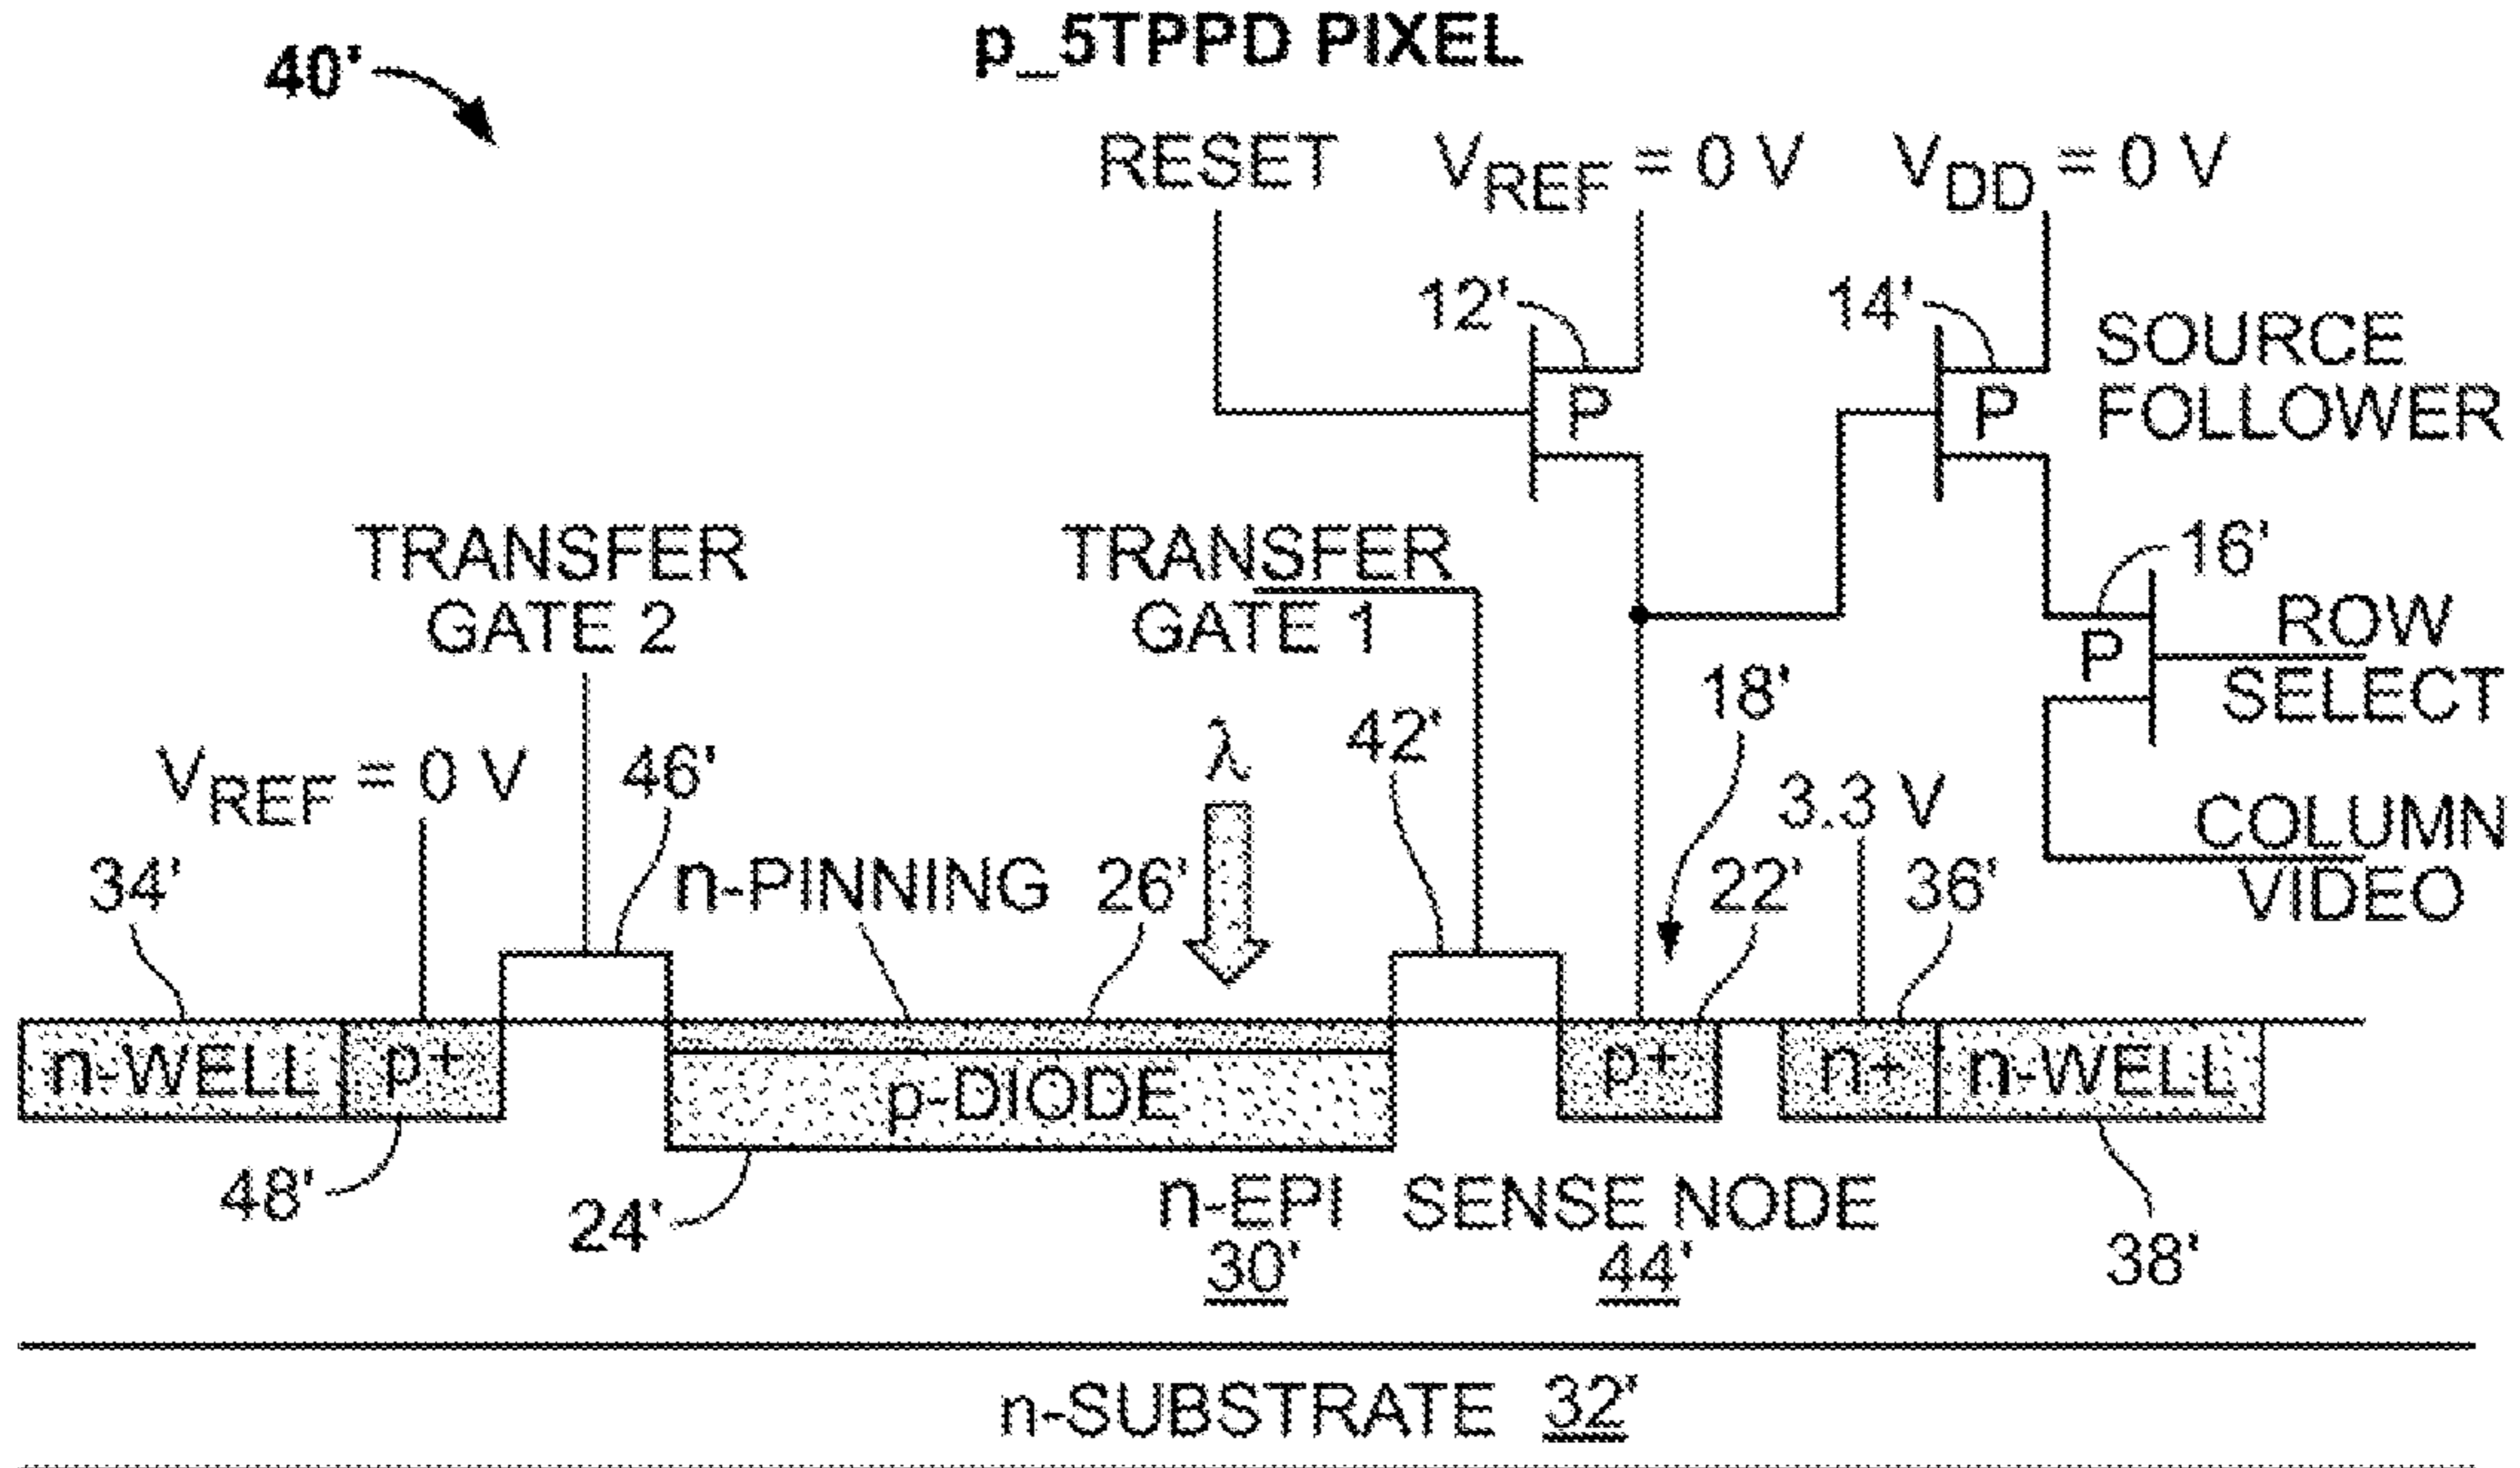 p_5TPPD PIXEL
40'
RESET
VREF = 0 V
VDD = 0 V
12'
14'
P
P
SOURCE
FOLLOWER
TRANSFER
GATE 2
TRANSFER
GATE 1
16'
P
ROW
SELECT
18'
VREF = 0 V
46'
λ
42'
3.3 V
COLUMN
VIDEO
34'
n-PINNING
26'
22'
36'
n-WELL
p+
p-DIODE
p+
n+
n-WELL
48'
24'
n-EPI
30'
SENSE NODE
44'
38'
n-SUBSTRATE 32'